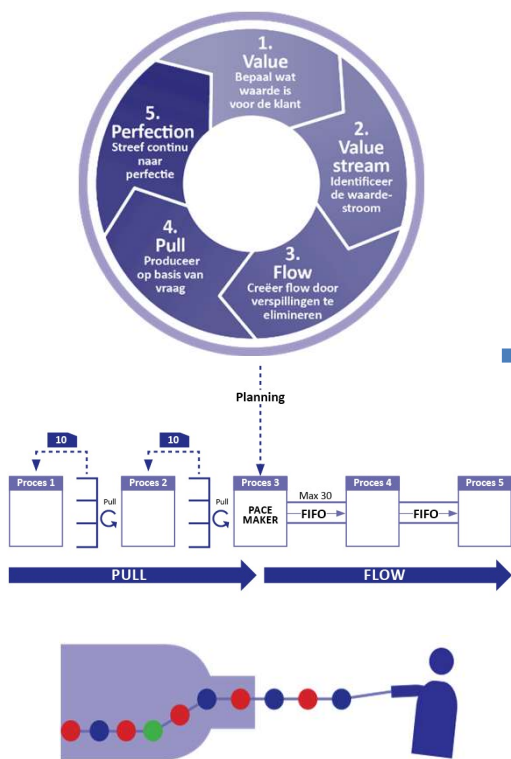 1.
Value
Bepaal wat
waarde is
voor de klant
2.
Value
stream
Identificeer
de waarde-
stroom
3.
Flow
Creëer flow door
verspillingen te
elimineren
4.
Pull
Produceer
op basis van
vraag
5.
Perfection
Streef continu
naar
perfectie
Planning
10
10
Proces 1
Pull
Proces 2
Pull
Proces 3
PACE
MAKER
Max 30
FIFO
Proces 4
FIFO
Proces 5
PULL
FLOW